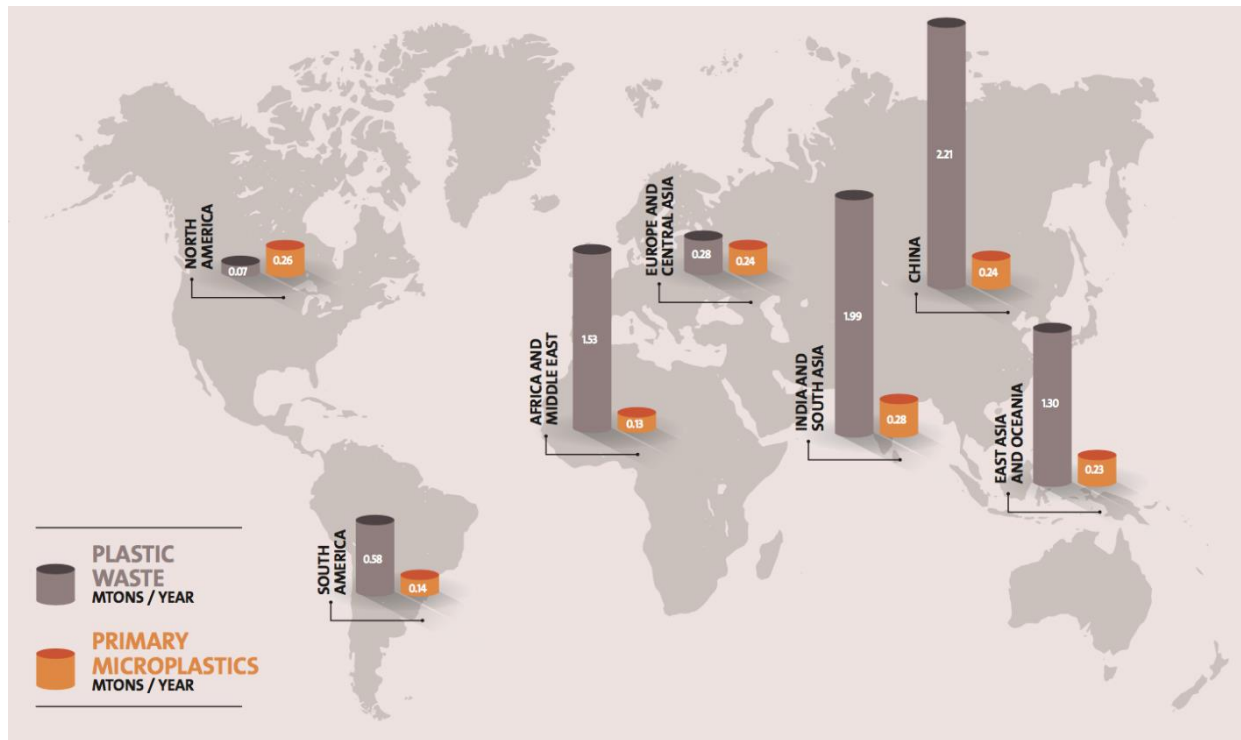 NORTH
AMERICA
0.07
0.26
EUROPE AND
CENTRAL ASIA
0.28
0.24
CHINA
2.21
0.24
AFRICA AND
MIDDLE EAST
1.53
0.13
INDIA AND
SOUTH ASIA
1.99
0.28
EAST ASIA
AND OCEANIA
1.30
0.23
SOUTH
AMERICA
0.58
0.14
PLASTIC
WASTE
MTONS / YEAR
PRIMARY
MICROPLASTICS
MTONS / YEAR